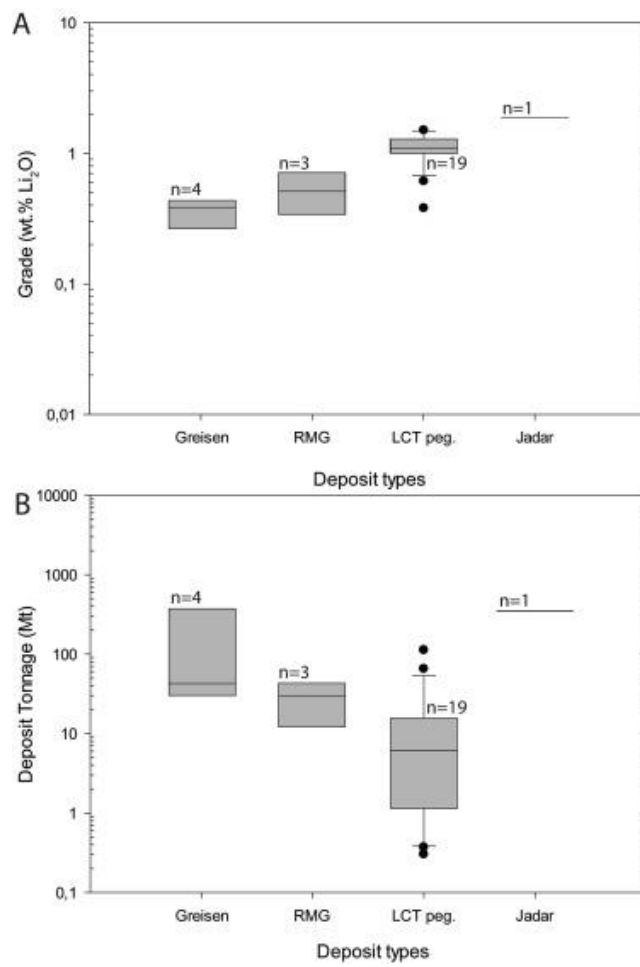 A
10
n=1
1
n=3
n=19
n=4
Grade (wt.% Li₂O)
0,1
0,01
Greisen RMG LCT peg. Jadar
Deposit types
B
10000
1000
n=4
n=1
100
n=3
n=19
Deposit Tonnage (Mt)
10
1
0,1
Greisen RMG LCT peg. Jadar
Deposit types